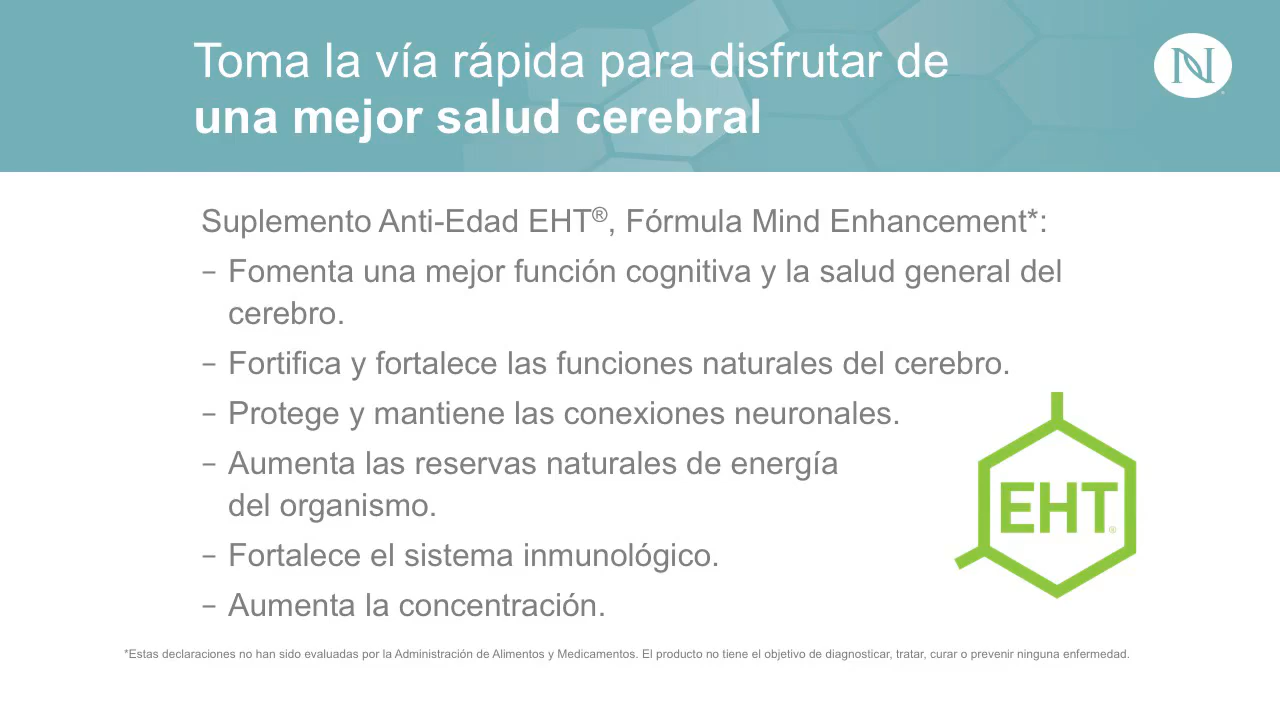 Toma la vía rápida para disfrutar de
una mejor salud cerebral
N
Suplemento Anti-Edad EHT®, Fórmula Mind Enhancement*:
– Fomenta una mejor función cognitiva y la salud general del
cerebro.
– Fortifica y fortalece las funciones naturales del cerebro.
– Protege y mantiene las conexiones neuronales.
– Aumenta las reservas naturales de energía
del organismo.
– Fortalece el sistema inmunológico.
– Aumenta la concentración.
EHT®
*Estas declaraciones no han sido evaluadas por la Administración de Alimentos y Medicamentos. El producto no tiene el objetivo de diagnosticar, tratar, curar o prevenir ninguna enfermedad.